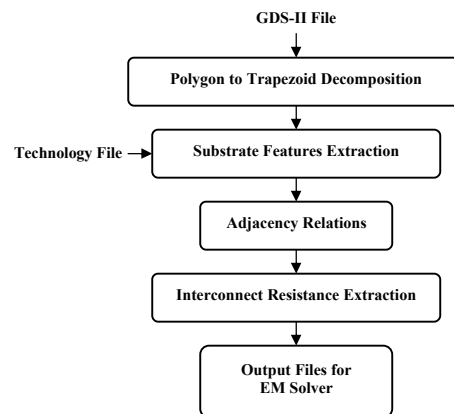 GDS-II File
Polygon to Trapezoid Decomposition
Technology File
Substrate Features Extraction
Adjacency Relations
Interconnect Resistance Extraction
Output Files for
EM Solver